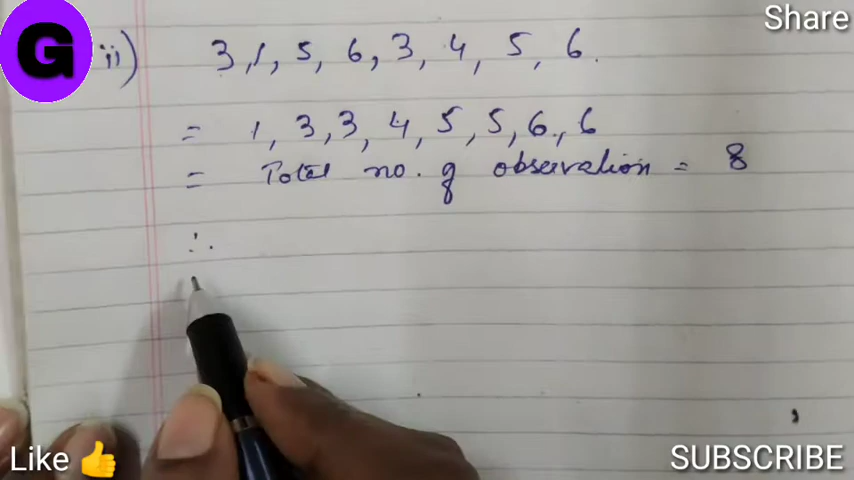 Share
G
ii) 3, 1, 5, 6, 3, 4, 5, 6.
= 1, 3, 3, 4, 5, 5, 6, 6
= Total no. of observation = 8
∴
Like 👍
SUBSCRIBE